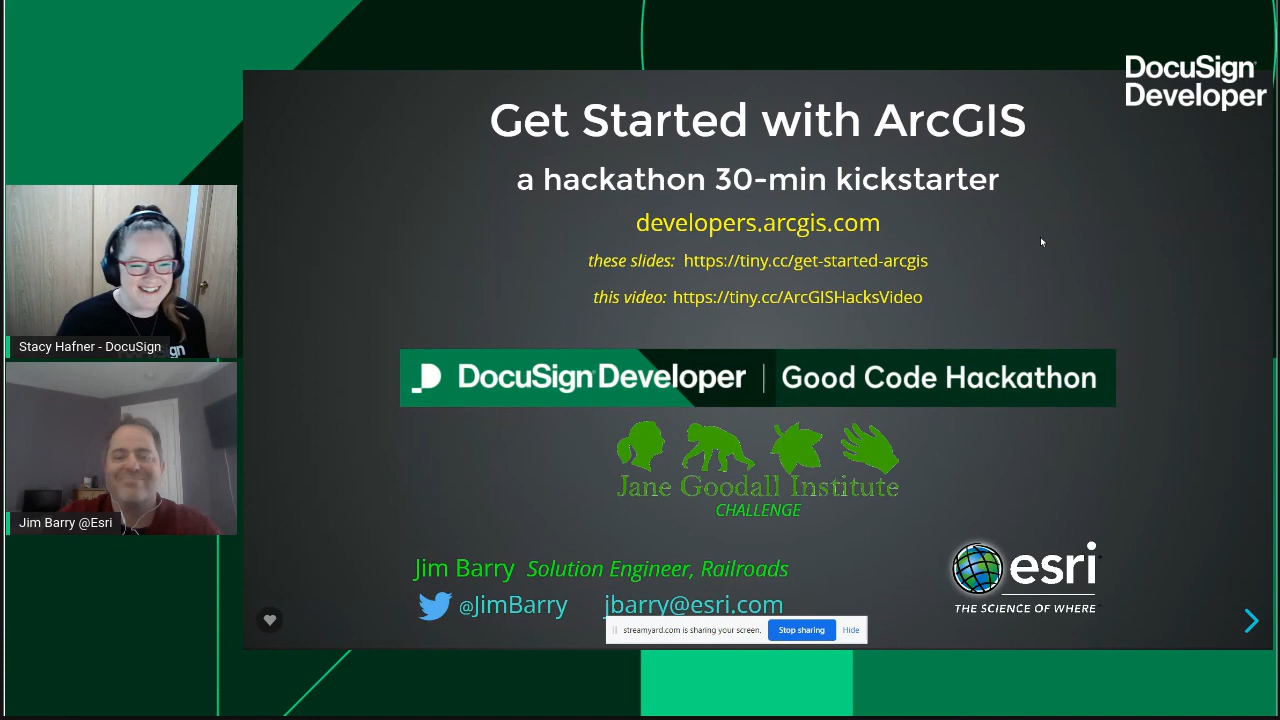 DocuSign
Developer
Get Started with ArcGIS
a hackathon 30-min kickstarter
developers.arcgis.com
these slides: https://tiny.cc/get-started-arcgis
this video: https://tiny.cc/ArcGISHacksVideo
Stacy Hafner - DocuSign
DocuSign Developer | Good Code Hackathon
Jane Goodall Institute
CHALLENGE
Jim Barry @Esri
Jim Barry Solution Engineer, Railroads
@JimBarry jbarry@esri.com
esri
THE SCIENCE OF WHERE
streamyard.com is sharing your screen. Stop sharing Hide